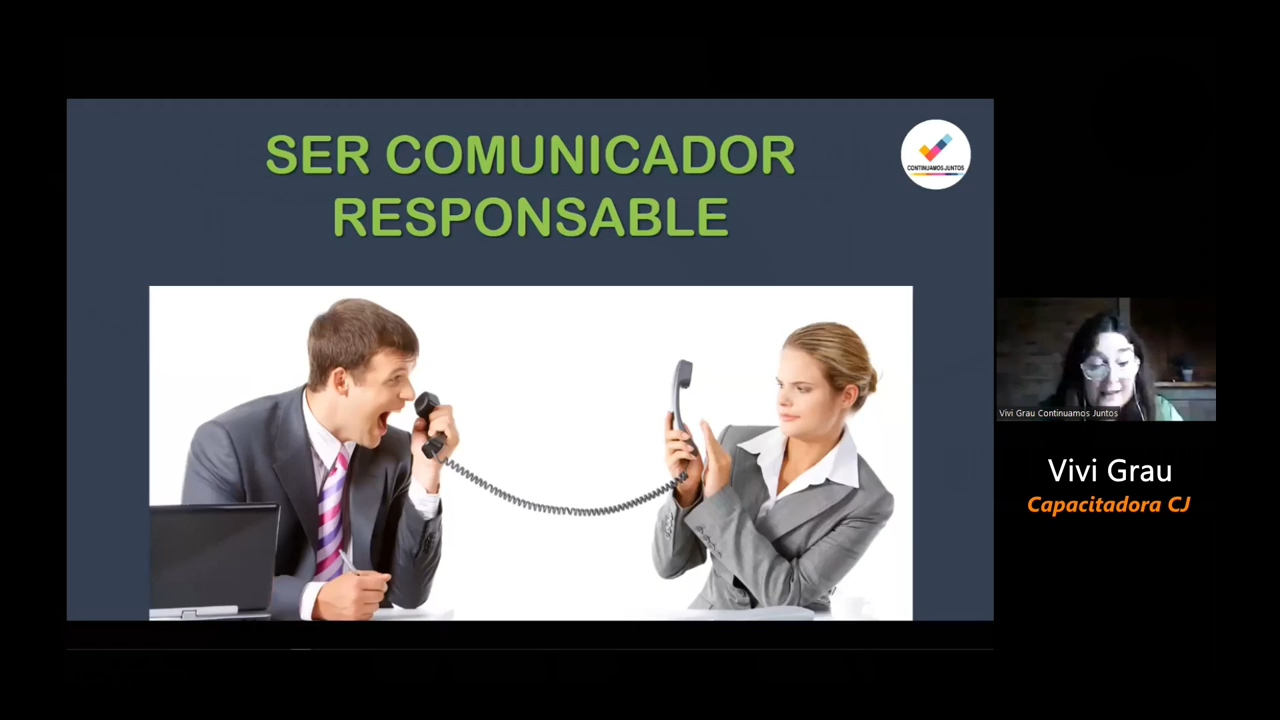 SER COMUNICADOR
RESPONSABLE
CONTINUAMOS JUNTOS
Vivi Grau Continuamos Juntos
Vivi Grau
Capacitadora CJ